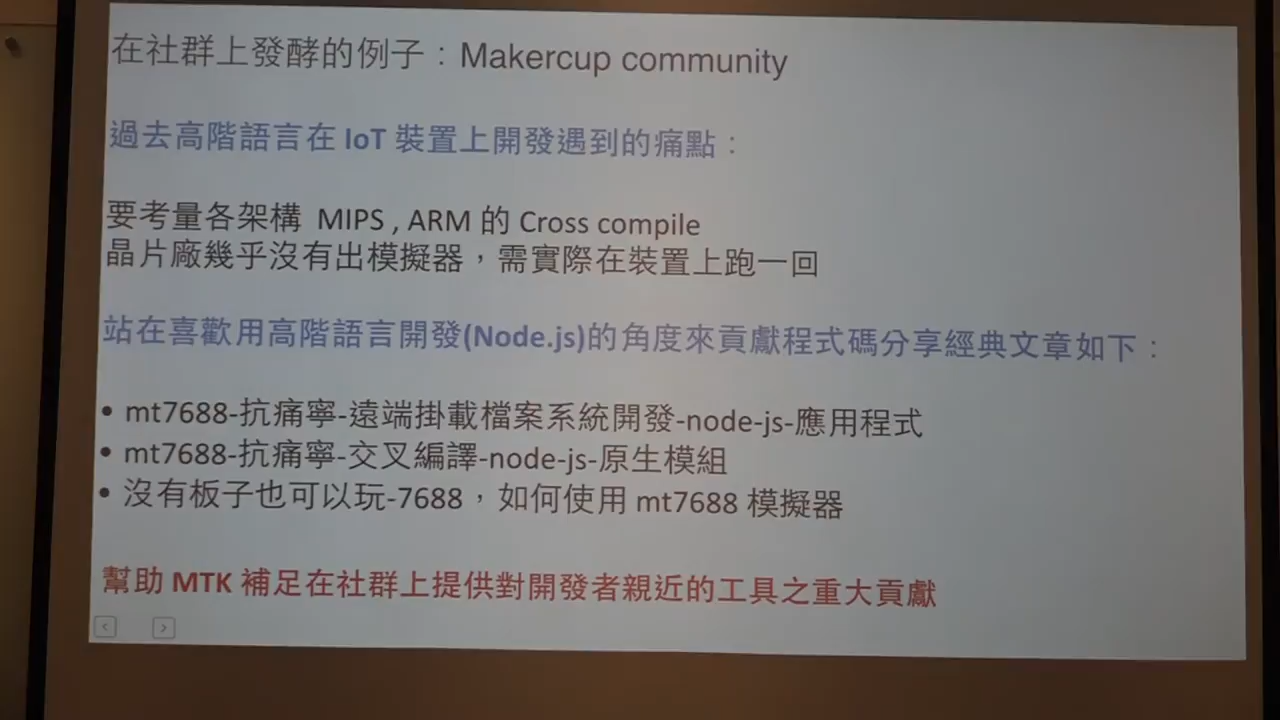 在社群上發酵的例子：Makercup community
過去高階語言在 IoT 裝置上開發遇到的痛點：
要考量各架構 MIPS , ARM 的 Cross compile
晶片廠幾乎沒有出模擬器，需實際在裝置上跑一回
站在喜歡用高階語言開發(Node.js)的角度來貢獻程式碼分享經典文章如下：
• mt7688-抗痛寧-遠端掛載檔案系統開發-node-js-應用程式
• mt7688-抗痛寧-交叉編譯-node-js-原生模組
• 沒有板子也可以玩-7688，如何使用 mt7688 模擬器
幫助 MTK 補足在社群上提供對開發者親近的工具之重大貢獻